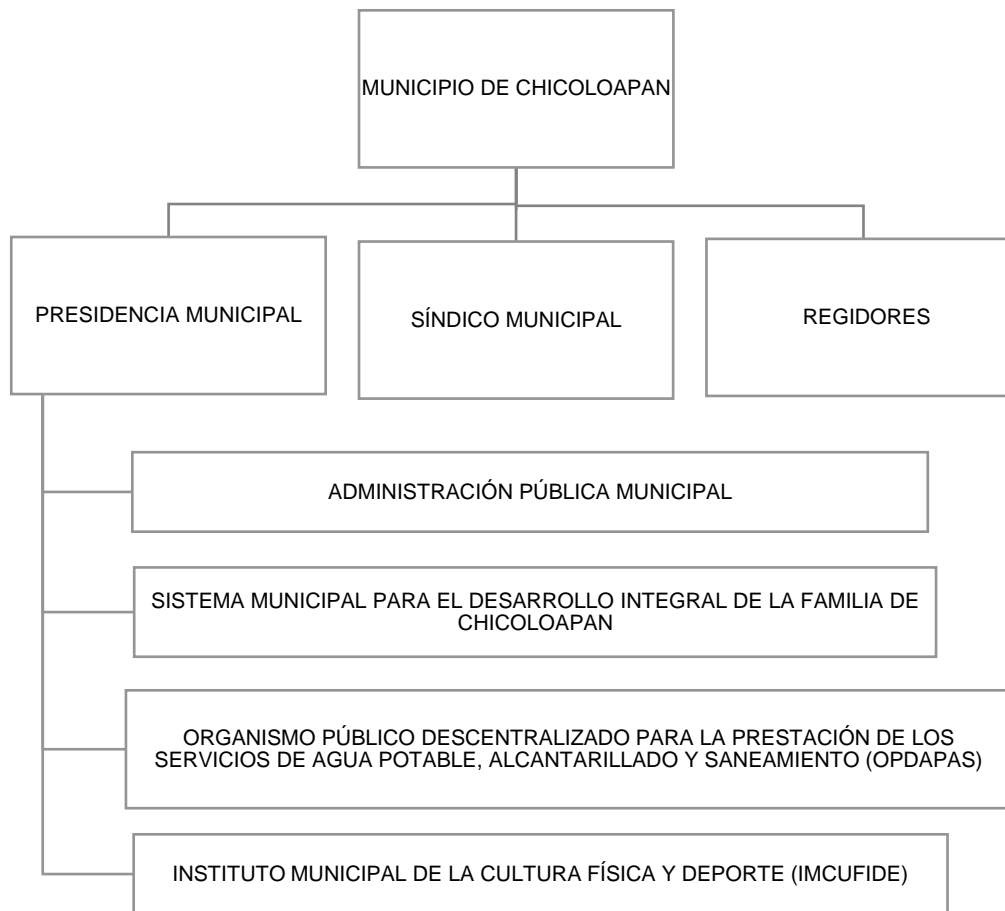 MUNICIPIO DE CHICOLOAPAN
PRESIDENCIA MUNICIPAL
SÍNDICO MUNICIPAL
REGIDORES
ADMINISTRACIÓN PÚBLICA MUNICIPAL
SISTEMA MUNICIPAL PARA EL DESARROLLO INTEGRAL DE LA FAMILIA DE
CHICOLOAPAN
ORGANISMO PÚBLICO DESCENTRALIZADO PARA LA PRESTACIÓN DE LOS
SERVICIOS DE AGUA POTABLE, ALCANTARILLADO Y SANEAMIENTO (OPDAPAS)
INSTITUTO MUNICIPAL DE LA CULTURA FÍSICA Y DEPORTE (IMCUFIDE)